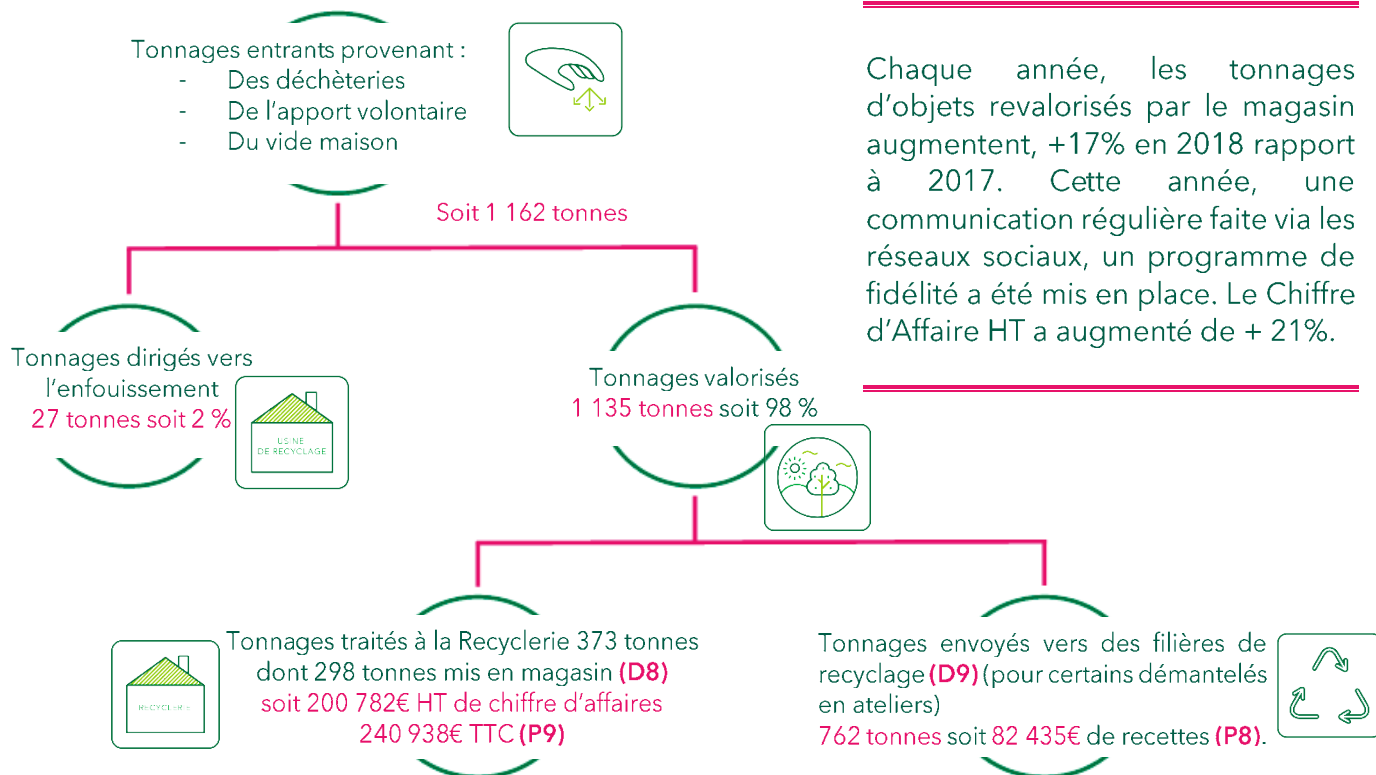 Tonnages entrants provenant :
- Des déchèteries
- De l'apport volontaire
- Du vide maison
Chaque année, les tonnages
d'objets revalorisés par le magasin
augmentent, +17% en 2018 rapport
à 2017. Cette année, une
communication régulière faite via les
réseaux sociaux, un programme de
fidélité a été mis en place. Le Chiffre
d'Affaire HT a augmenté de + 21%.
Soit 1 162 tonnes
Tonnages dirigés vers
l'enfouissement
27 tonnes soit 2 %
USINE
DE RECYCLAGE
Tonnages valorisés
1 135 tonnes soit 98 %
RECYCLERIE
Tonnages traités à la Recyclerie 373 tonnes
dont 298 tonnes mis en magasin (D8)
soit 200 782€ HT de chiffre d'affaires
240 938€ TTC (P9)
Tonnages envoyés vers des filières de
recyclage (D9) (pour certains démantelés
en ateliers)
762 tonnes soit 82 435€ de recettes (P8).